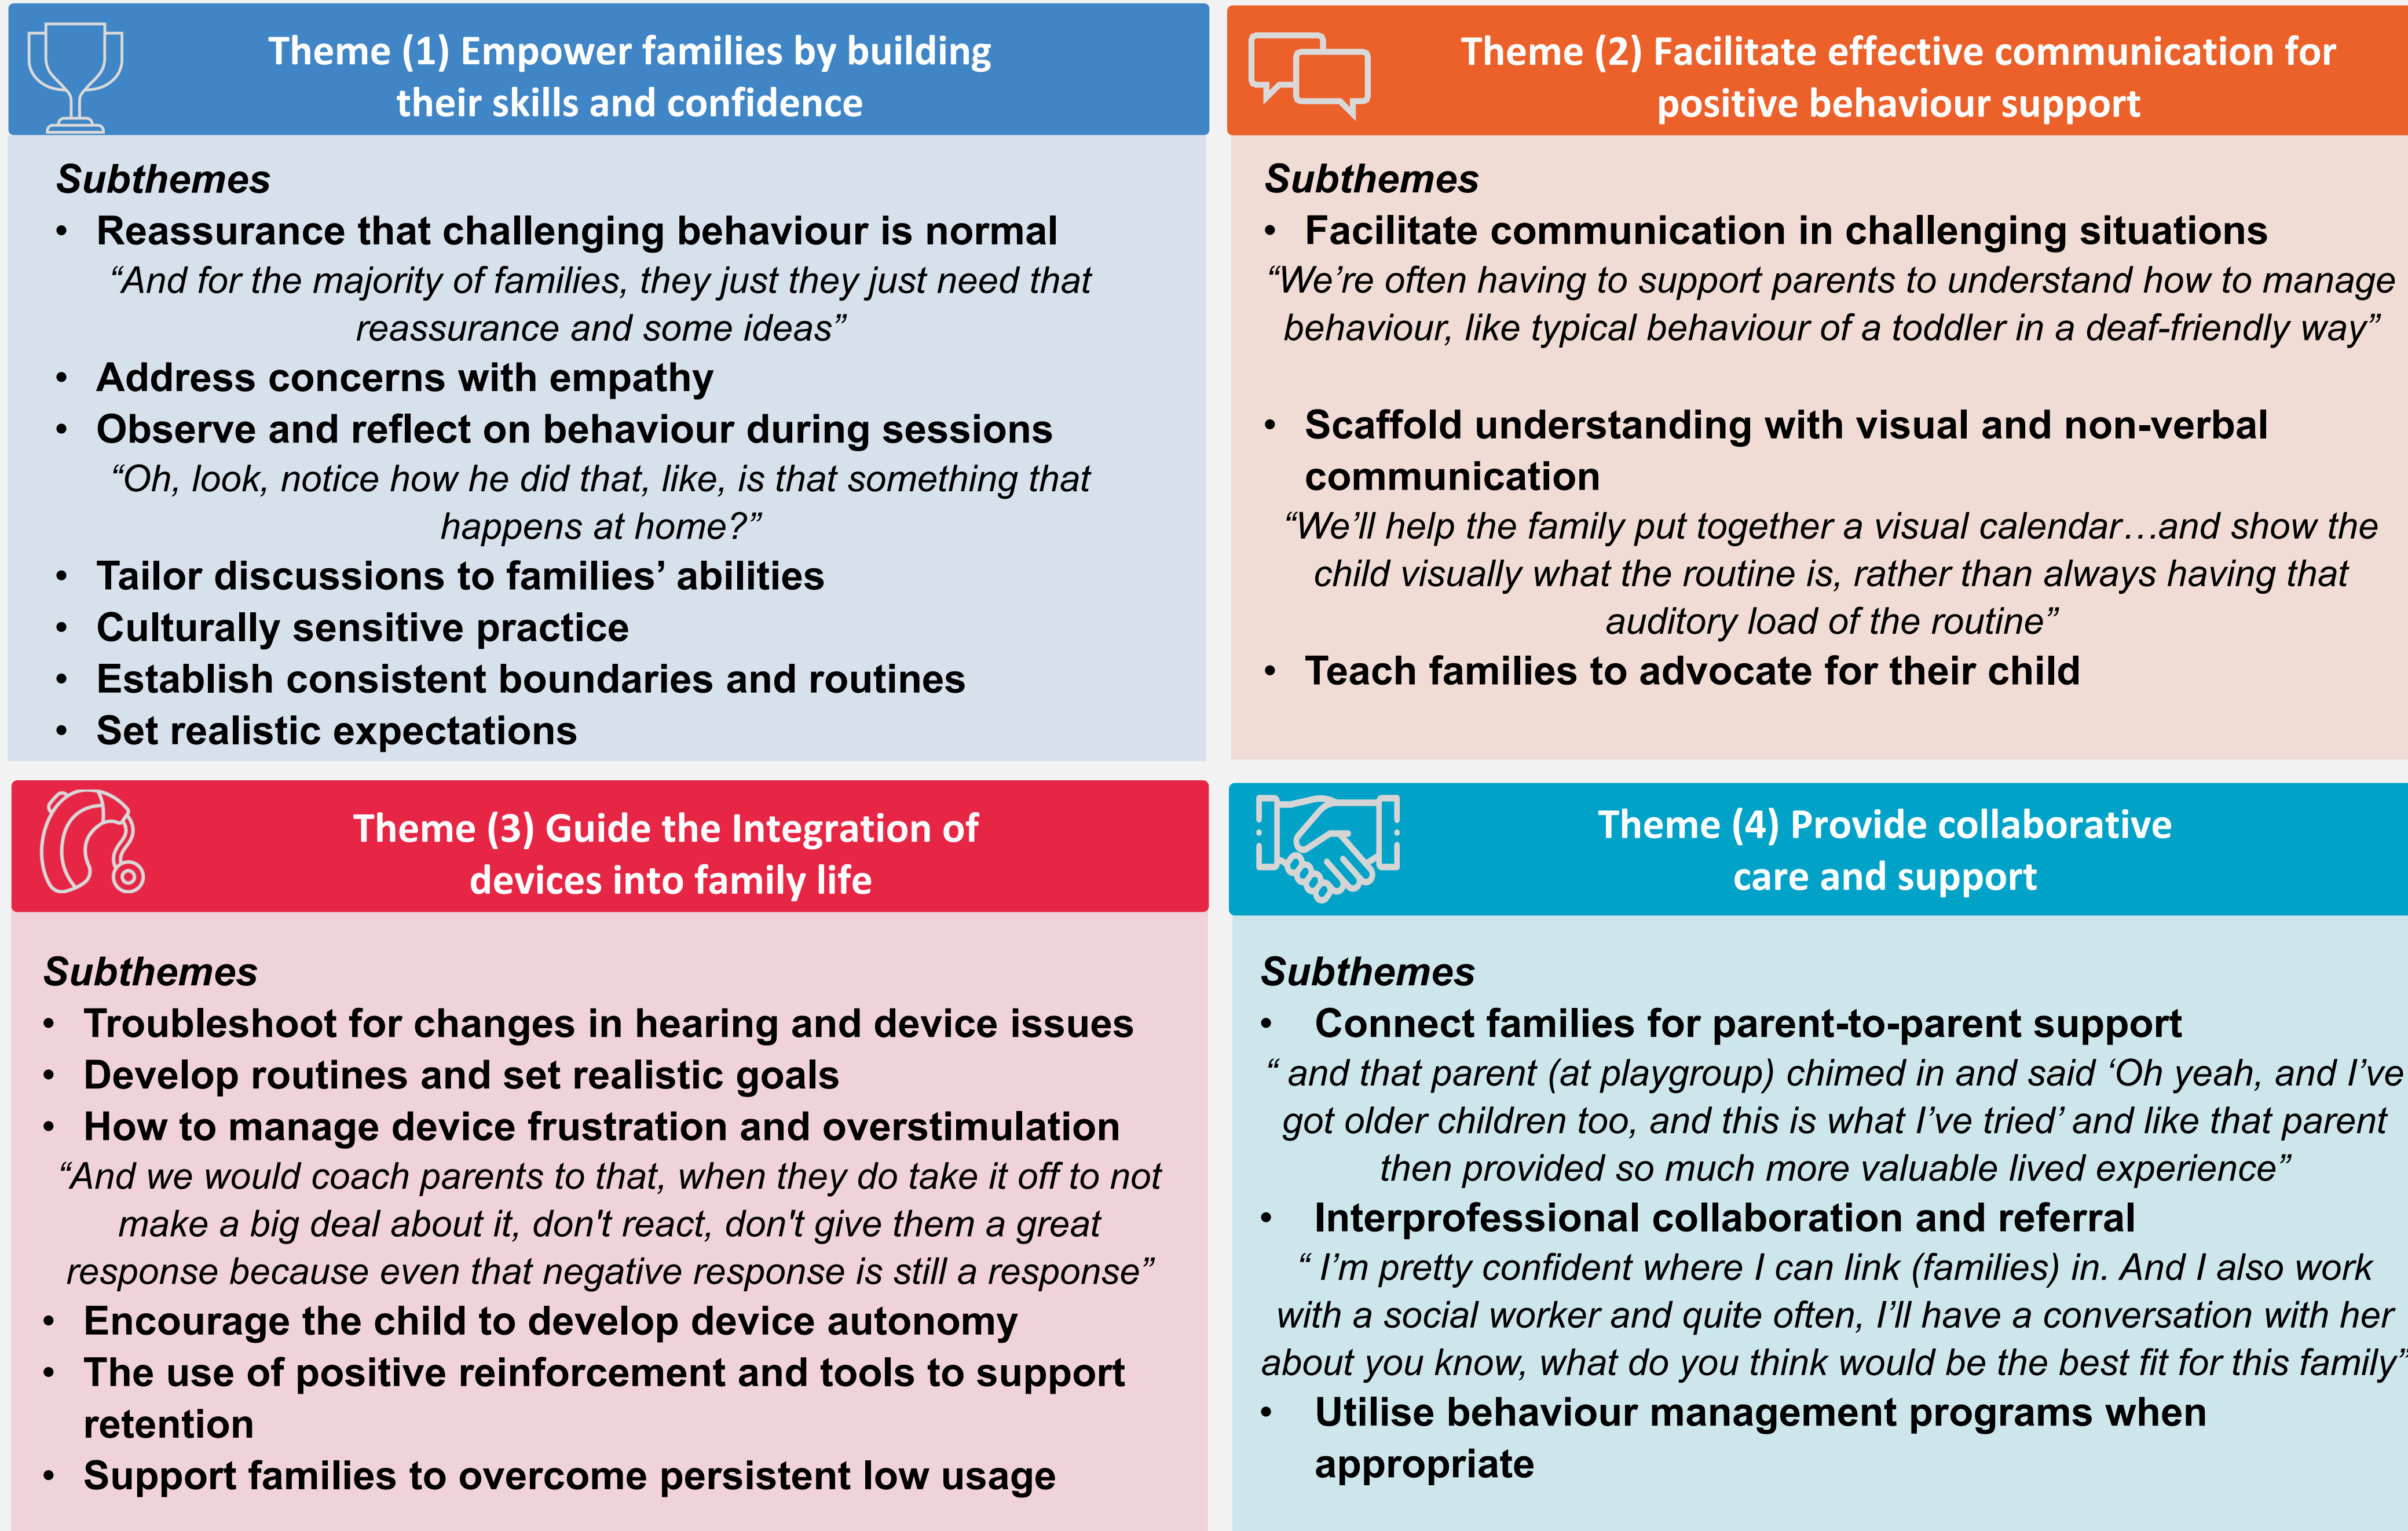 Theme (1) Empower families by building
their skills and confidence
Subthemes
• Reassurance that challenging behaviour is normal
“And for the majority of families, they just they just need that
reassurance and some ideas”
• Address concerns with empathy
• Observe and reflect on behaviour during sessions
“Oh, look, notice how he did that, like, is that something that
happens at home?”
• Tailor discussions to families’ abilities
• Culturally sensitive practice
• Establish consistent boundaries and routines
• Set realistic expectations
Theme (2) Facilitate effective communication for
positive behaviour support
Subthemes
• Facilitate communication in challenging situations
“We’re often having to support parents to understand how to manage
behaviour, like typical behaviour of a toddler in a deaf-friendly way”
• Scaffold understanding with visual and non-verbal
communication
“We’ll help the family put together a visual calendar…and show the
child visually what the routine is, rather than always having that
auditory load of the routine”
• Teach families to advocate for their child
Theme (3) Guide the Integration of
devices into family life
Subthemes
• Troubleshoot for changes in hearing and device issues
• Develop routines and set realistic goals
• How to manage device frustration and overstimulation
“And we would coach parents to that, when they do take it off to not
make a big deal about it, don't react, don't give them a great
response because even that negative response is still a response”
• Encourage the child to develop device autonomy
• The use of positive reinforcement and tools to support
retention
• Support families to overcome persistent low usage
Theme (4) Provide collaborative
care and support
Subthemes
• Connect families for parent-to-parent support
“ and that parent (at playgroup) chimed in and said ‘Oh yeah, and I’ve
got older children too, and this is what I’ve tried’ and like that parent
then provided so much more valuable lived experience”
• Interprofessional collaboration and referral
“ I’m pretty confident where I can link (families) in. And I also work
with a social worker and quite often, I’ll have a conversation with her
about you know, what do you think would be the best fit for this family”
• Utilise behaviour management programs when
appropriate